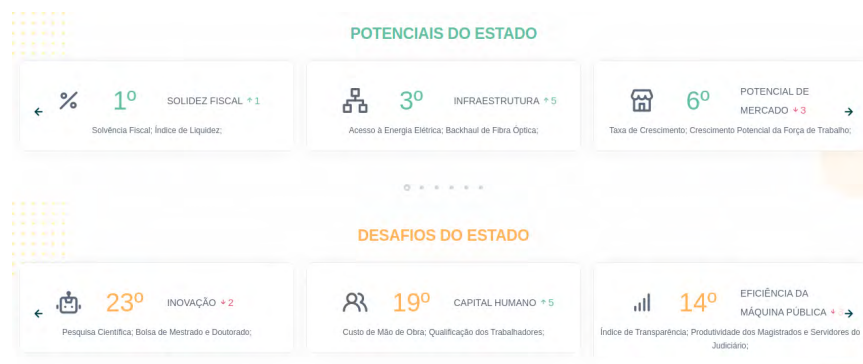 POTENCIAIS DO ESTADO
1º SOLIDEZ FISCAL ↑ 1
Solvência Fiscal; Índice de Liquidez;
3º INFRAESTRUTURA ↑ 5
Acesso à Energia Elétrica; Backhaul de Fibra Óptica;
6º POTENCIAL DE
MERCADO ↓ 3
Taxa de Crescimento; Crescimento Potencial da Força de Trabalho;
DESAFIOS DO ESTADO
23º INOVAÇÃO ↓ 2
Pesquisa Científica; Bolsa de Mestrado e Doutorado;
19º CAPITAL HUMANO ↑ 5
Custo de Mão de Obra; Qualificação dos Trabalhadores;
14º EFICIÊNCIA DA
MÁQUINA PÚBLICA ↓
Índice de Transparência; Produtividade dos Magistrados e Servidores do
Judiciário;